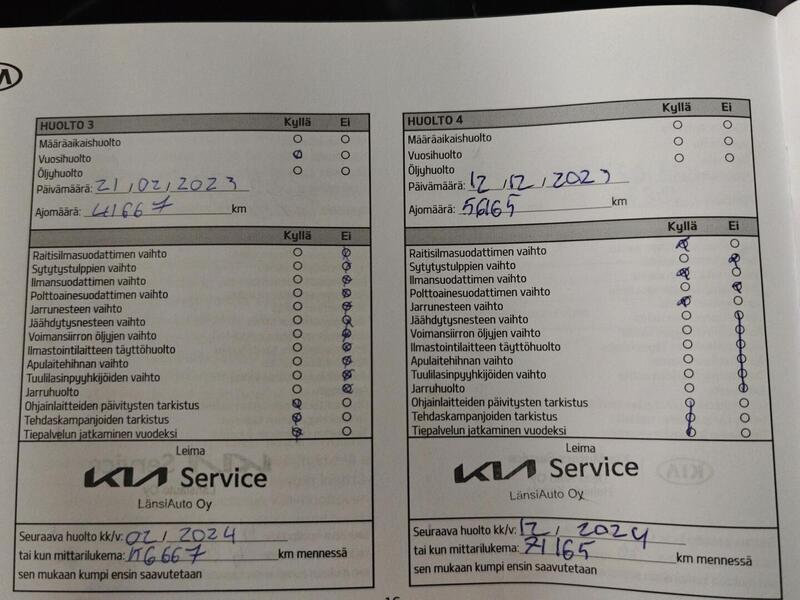 HUOLTO 3 Kyllä Ei
Määräaikaishuolto
Vuosihuolto
Öljyhuolto
Päivämäärä: 21, 02, 2023
Ajomäärä: 41667 km
Kyllä Ei
Raitisilmasuodattimen vaihto
Sytytystulppien vaihto
Ilmansuodattimen vaihto
Polttoainesuodattimen vaihto
Jarrunesteen vaihto
Jäähdytysnesteen vaihto
Voimansiirron öljyjen vaihto
Ilmastointilaitteen täyttöhuolto
Apulaitehihnan vaihto
Tuulilasinpyyhkijöiden vaihto
Jarruhuolto
Ohjainlaitteiden päivitysten tarkistus
Tehdaskampanjoiden tarkistus
Tiepalvelun jatkaminen vuodeksi
Leima
KIA Service
LänsiAuto Oy
Seuraava huolto kk/v: 02, 2024
tai kun mittarilukema: 56667 km mennessä
sen mukaan kumpi ensin saavutetaan
HUOLTO 4 Kyllä Ei
Määräaikaishuolto
Vuosihuolto
Öljyhuolto
Päivämäärä: 12, 12, 2023
Ajomäärä: 56165 km
Kyllä Ei
Raitisilmasuodattimen vaihto
Sytytystulppien vaihto
Ilmansuodattimen vaihto
Polttoainesuodattimen vaihto
Jarrunesteen vaihto
Jäähdytysnesteen vaihto
Voimansiirron öljyjen vaihto
Ilmastointilaitteen täyttöhuolto
Apulaitehihnan vaihto
Tuulilasinpyyhkijöiden vaihto
Jarruhuolto
Ohjainlaitteiden päivitysten tarkistus
Tehdaskampanjoiden tarkistus
Tiepalvelun jatkaminen vuodeksi
Leima
KIA Service
LänsiAuto Oy
Seuraava huolto kk/v: 12, 2024
tai kun mittarilukema: 71165 km mennessä
sen mukaan kumpi ensin saavutetaan